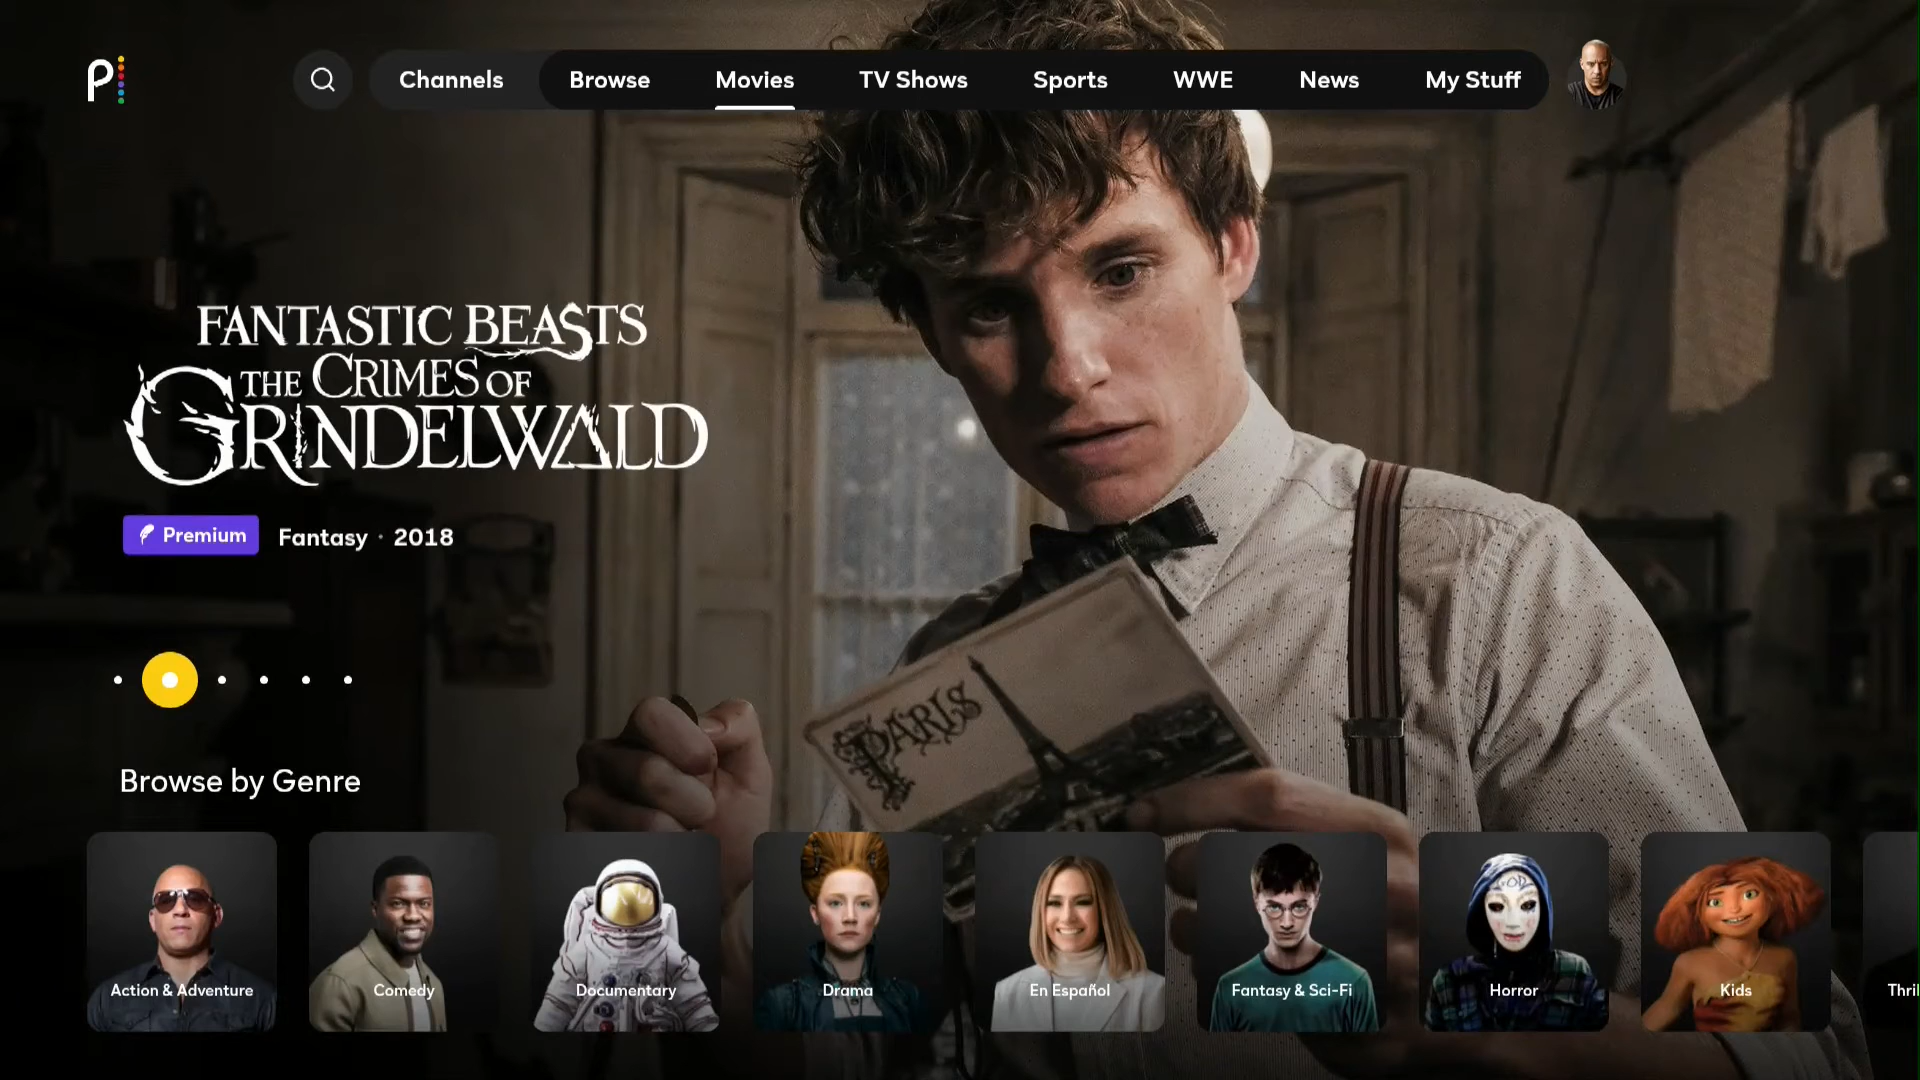 P
Channels
Browse
Movies
TV Shows
Sports
WWE
News
My Stuff
FANTASTIC BEASTS
THE CRIMES OF
GRINDELWALD
Premium
Fantasy · 2018
PARIS
Browse by Genre
Action & Adventure
Comedy
Documentary
Drama
En Español
Fantasy & Sci-Fi
Horror
Kids
Thril